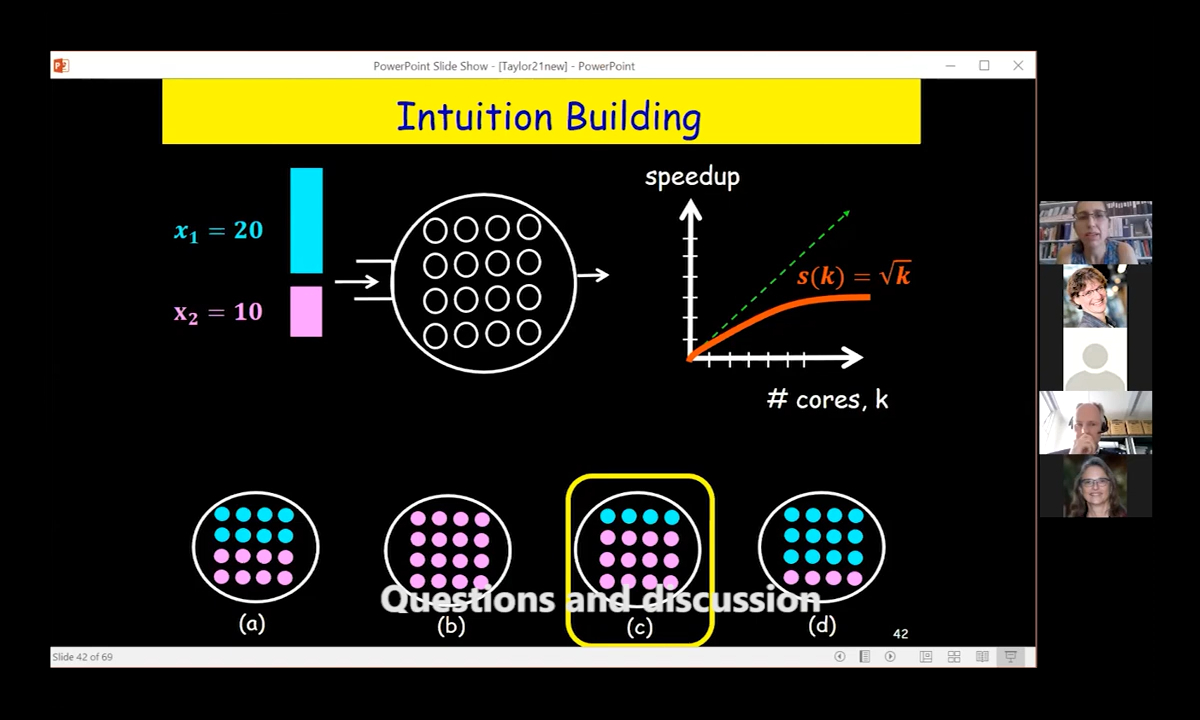 PowerPoint Slide Show - [Taylor21new] - PowerPoint
Intuition Building
x₁ = 20
x₂ = 10
speedup
s(k) = √k
# cores, k
Questions and discussion
(a)
(b)
(c)
(d)
42
Slide 42 of 69